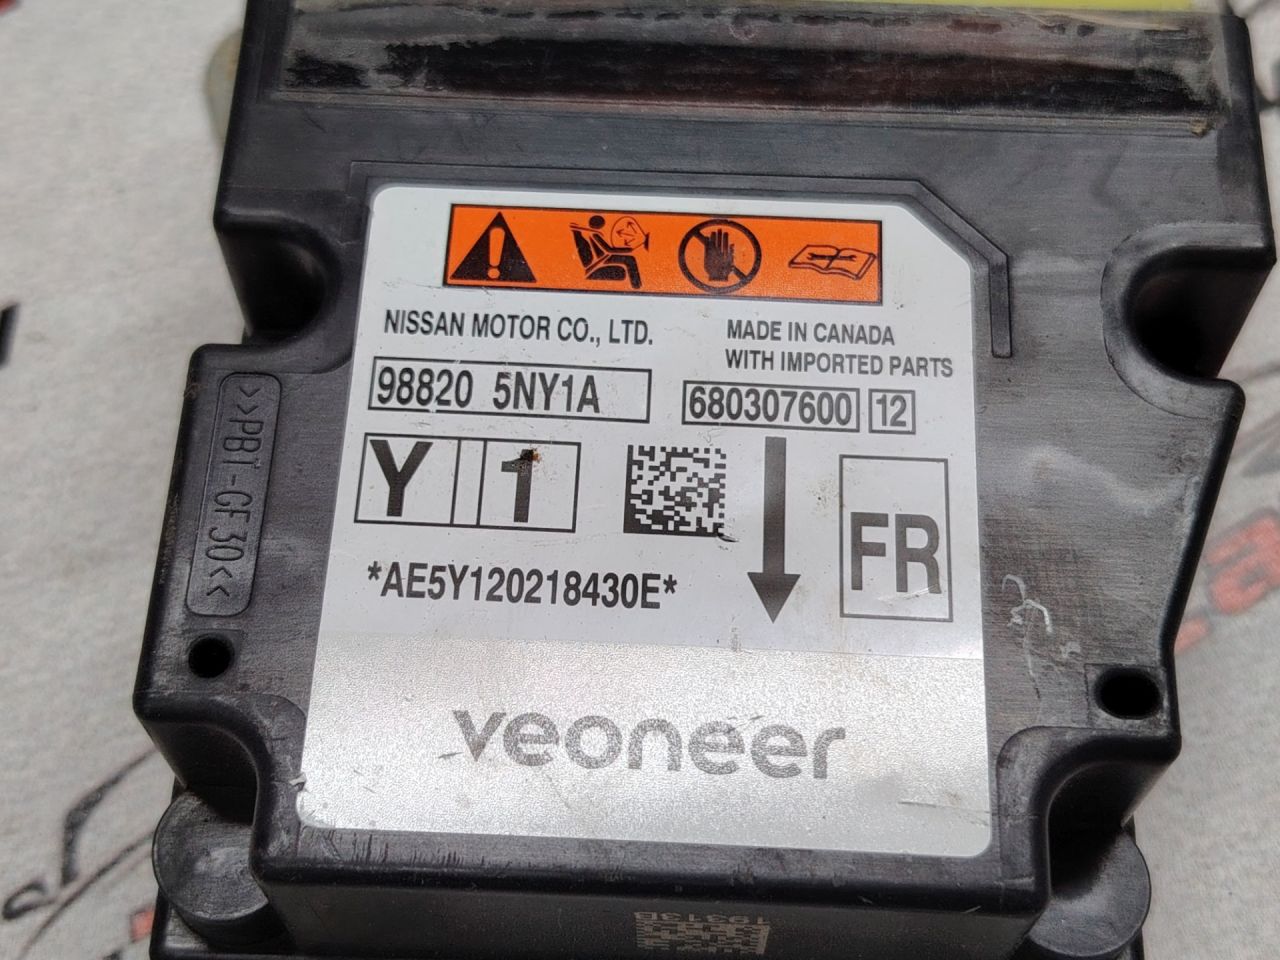 NISSAN MOTOR CO., LTD.
MADE IN CANADA
WITH IMPORTED PARTS
98820 5NY1A
680307600 12
Y 1
FR
*AE5Y120218430E*
>>PBT-GF30<<
veoneer
19313B